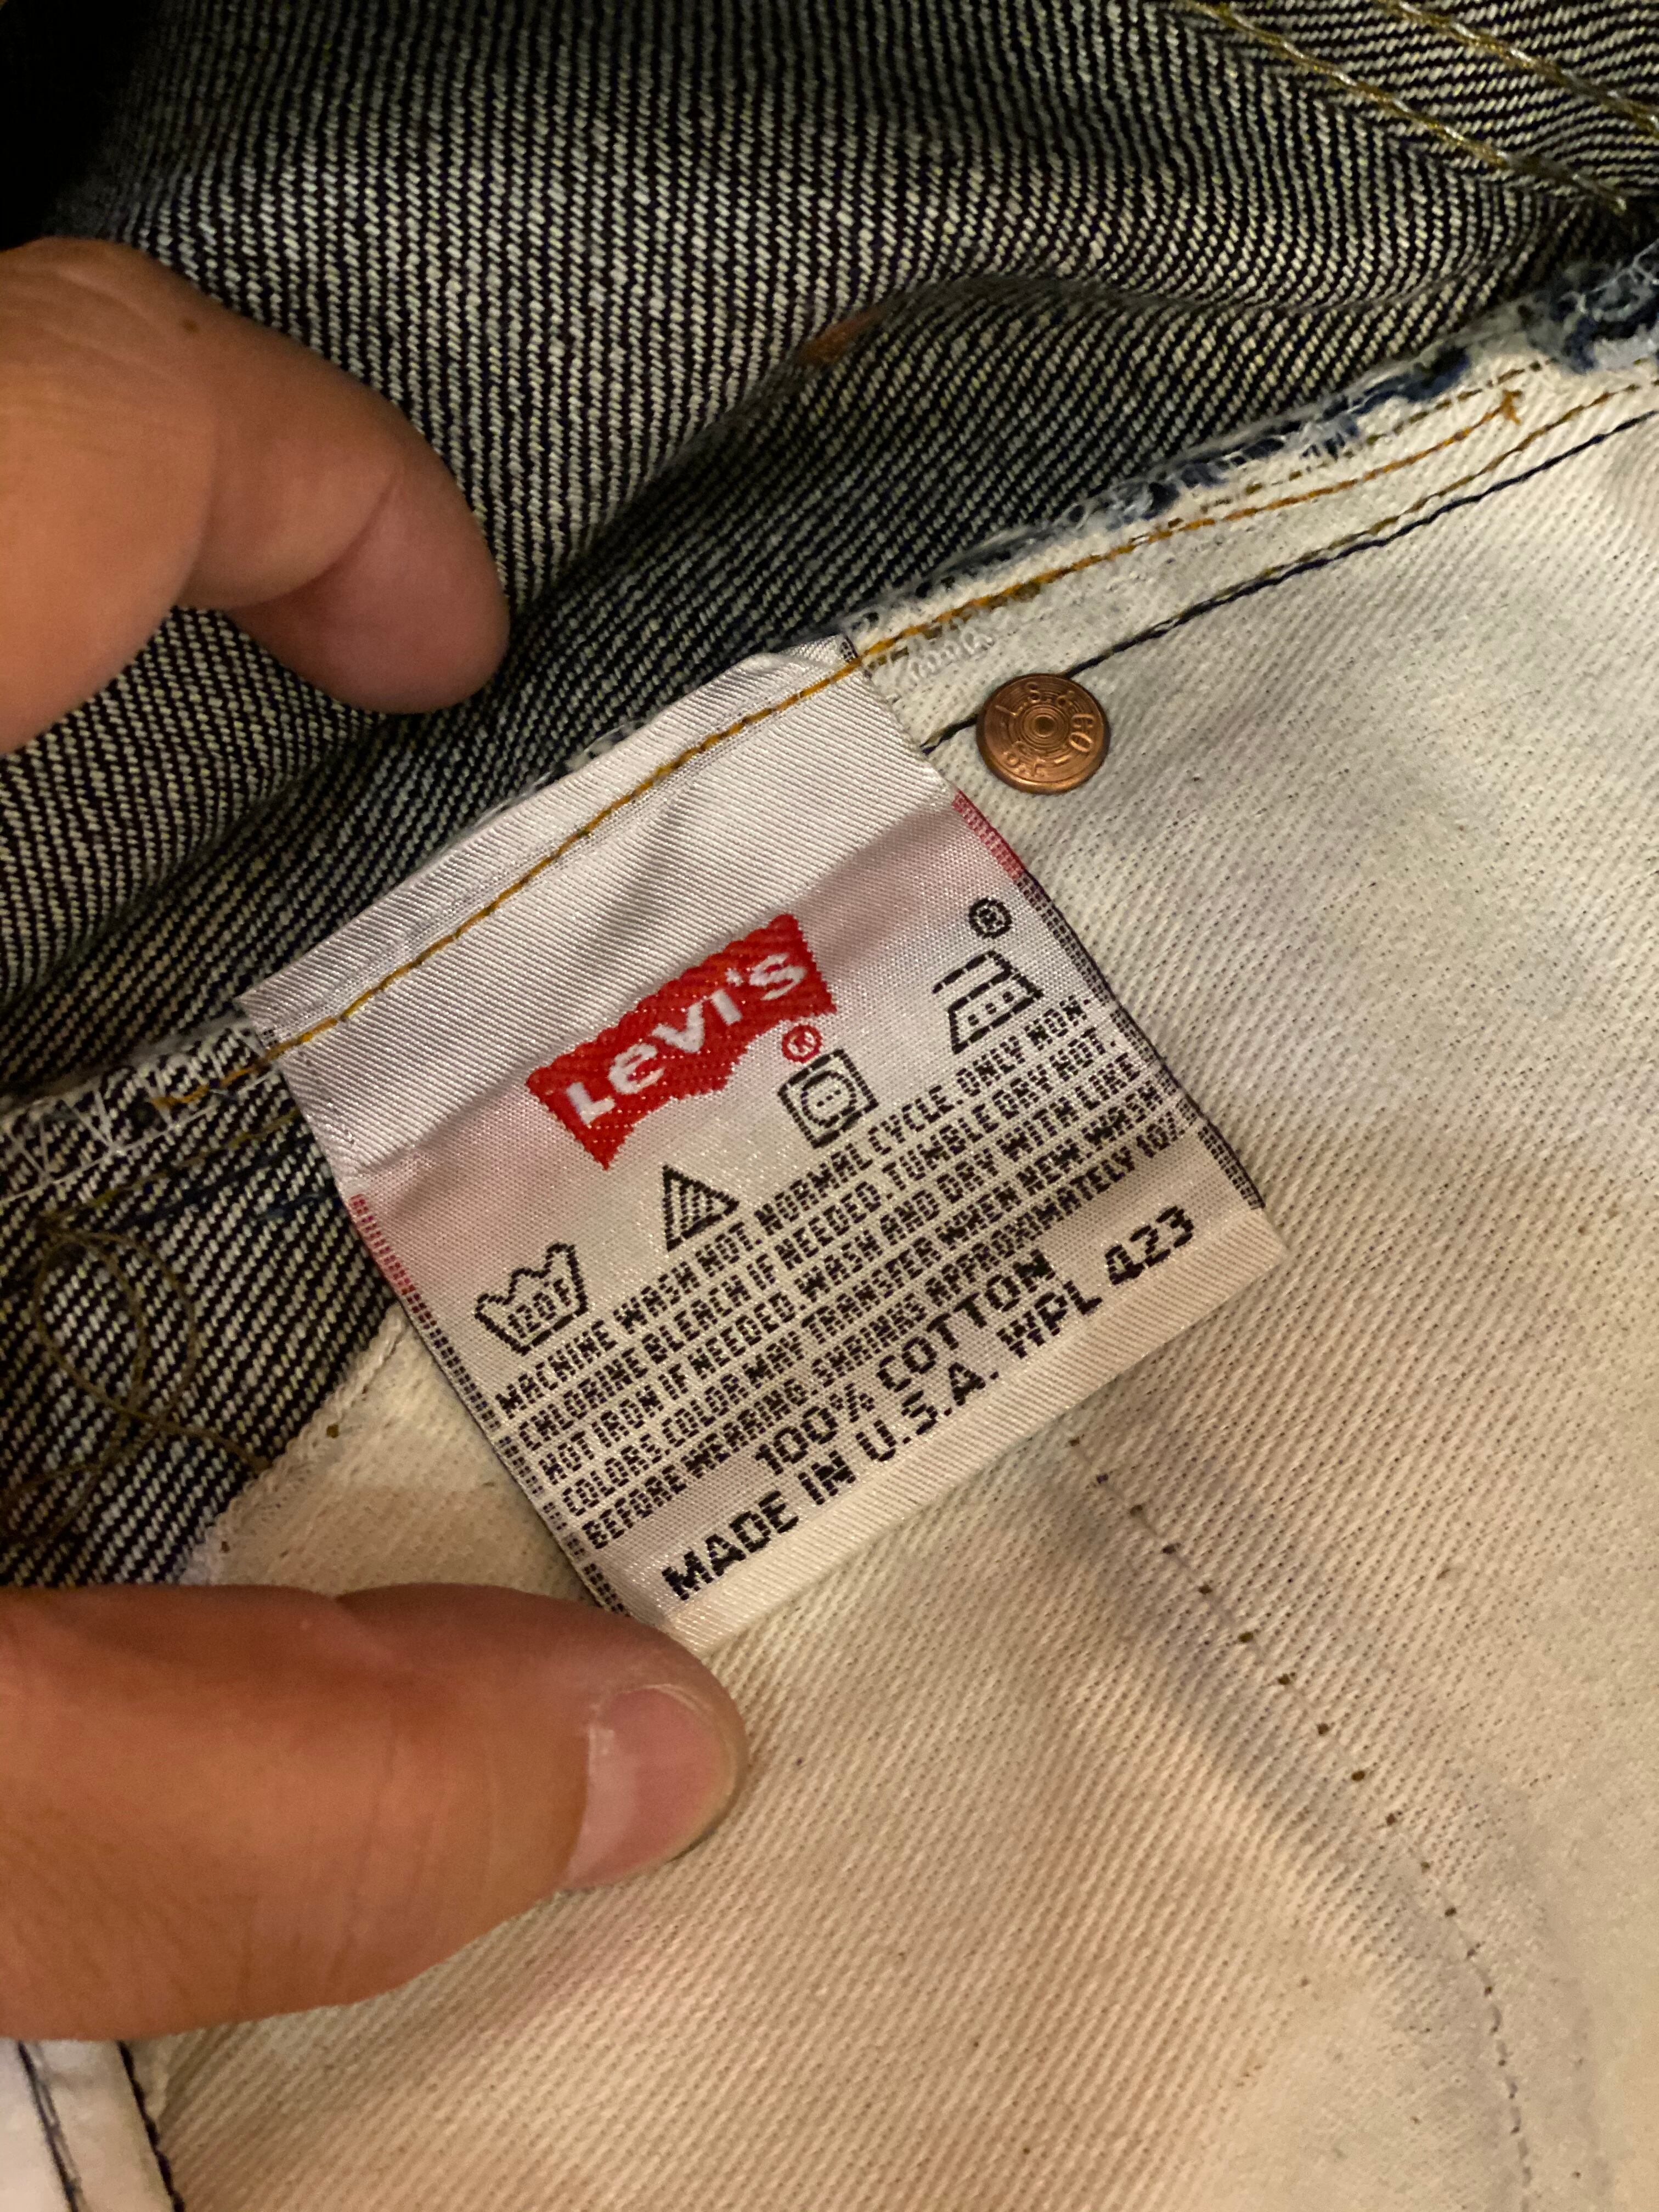 L.S.&CO
LEVI'S®
®
120F
MACHINE WASH HOT. NORMAL CYCLE. ONLY NON-
CHLORINE BLEACH IF NEEDED. TUMBLE DRY HOT.
HOT IRON IF NEEDED. WASH AND DRY WITH LIKE
COLORS. COLOR MAY TRANSFER WHEN NEW. WASH
BEFORE WEARING. SHRINKS APPROXIMATELY 10%
100% COTTON
MADE IN U.S.A. WPL 423